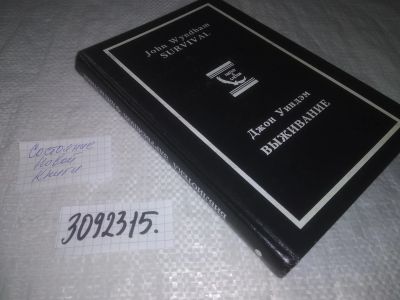 John Wyndham
SURVIVAL
Джон Уиндэм
ВЫЖИВАНИЕ
Состояние
новой
книги
3092315.